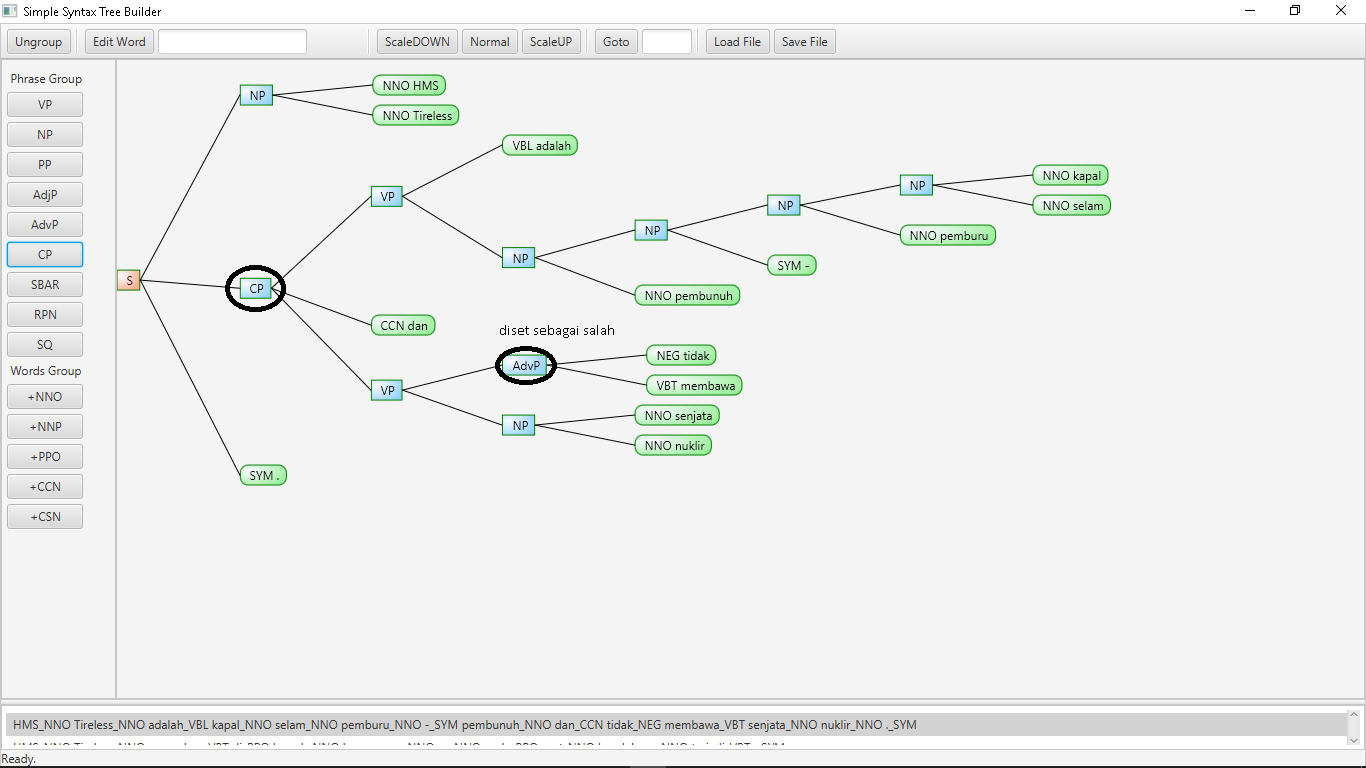 Simple Syntax Tree Builder
Ungroup Edit Word ScaleDOWN Normal ScaleUP Goto Load File Save File
Phrase Group
VP
NP
PP
AdjP
AdvP
CP
SBAR
RPN
SQ
Words Group
+NNO
+NNP
+PPO
+CCN
+CSN
NNO HMS
NP
NNO Tireless
VBL adalah
NNO kapal
NP
VP
NP
NNO selam
NP
NNO pemburu
NP
SYM -
S
CP
NNO pembunuh
CCN dan
diset sebagai salah
NEG tidak
AdvP
VBT membawa
VP
NNO senjata
NP
NNO nuklir
SYM .
HMS_NNO Tireless_NNO adalah_VBL kapal_NNO selam_NNO pemburu_NNO -_SYM pembunuh_NNO dan_CCN tidak_NEG membawa_VBT senjata_NNO nuklir_NNO ._SYM
Ready.